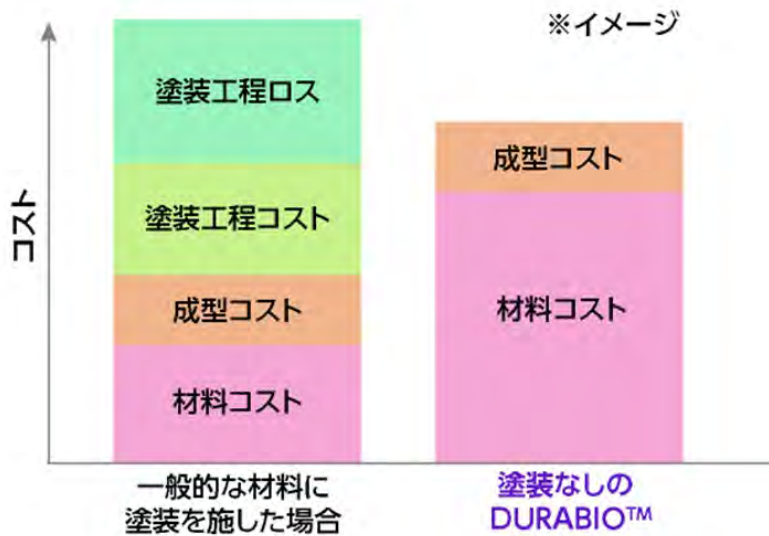 ※イメージ
コスト
塗装工程ロス
塗装工程コスト
成型コスト
材料コスト
成型コスト
材料コスト
一般的な材料に
塗装を施した場合
塗装なしの
DURABIO™